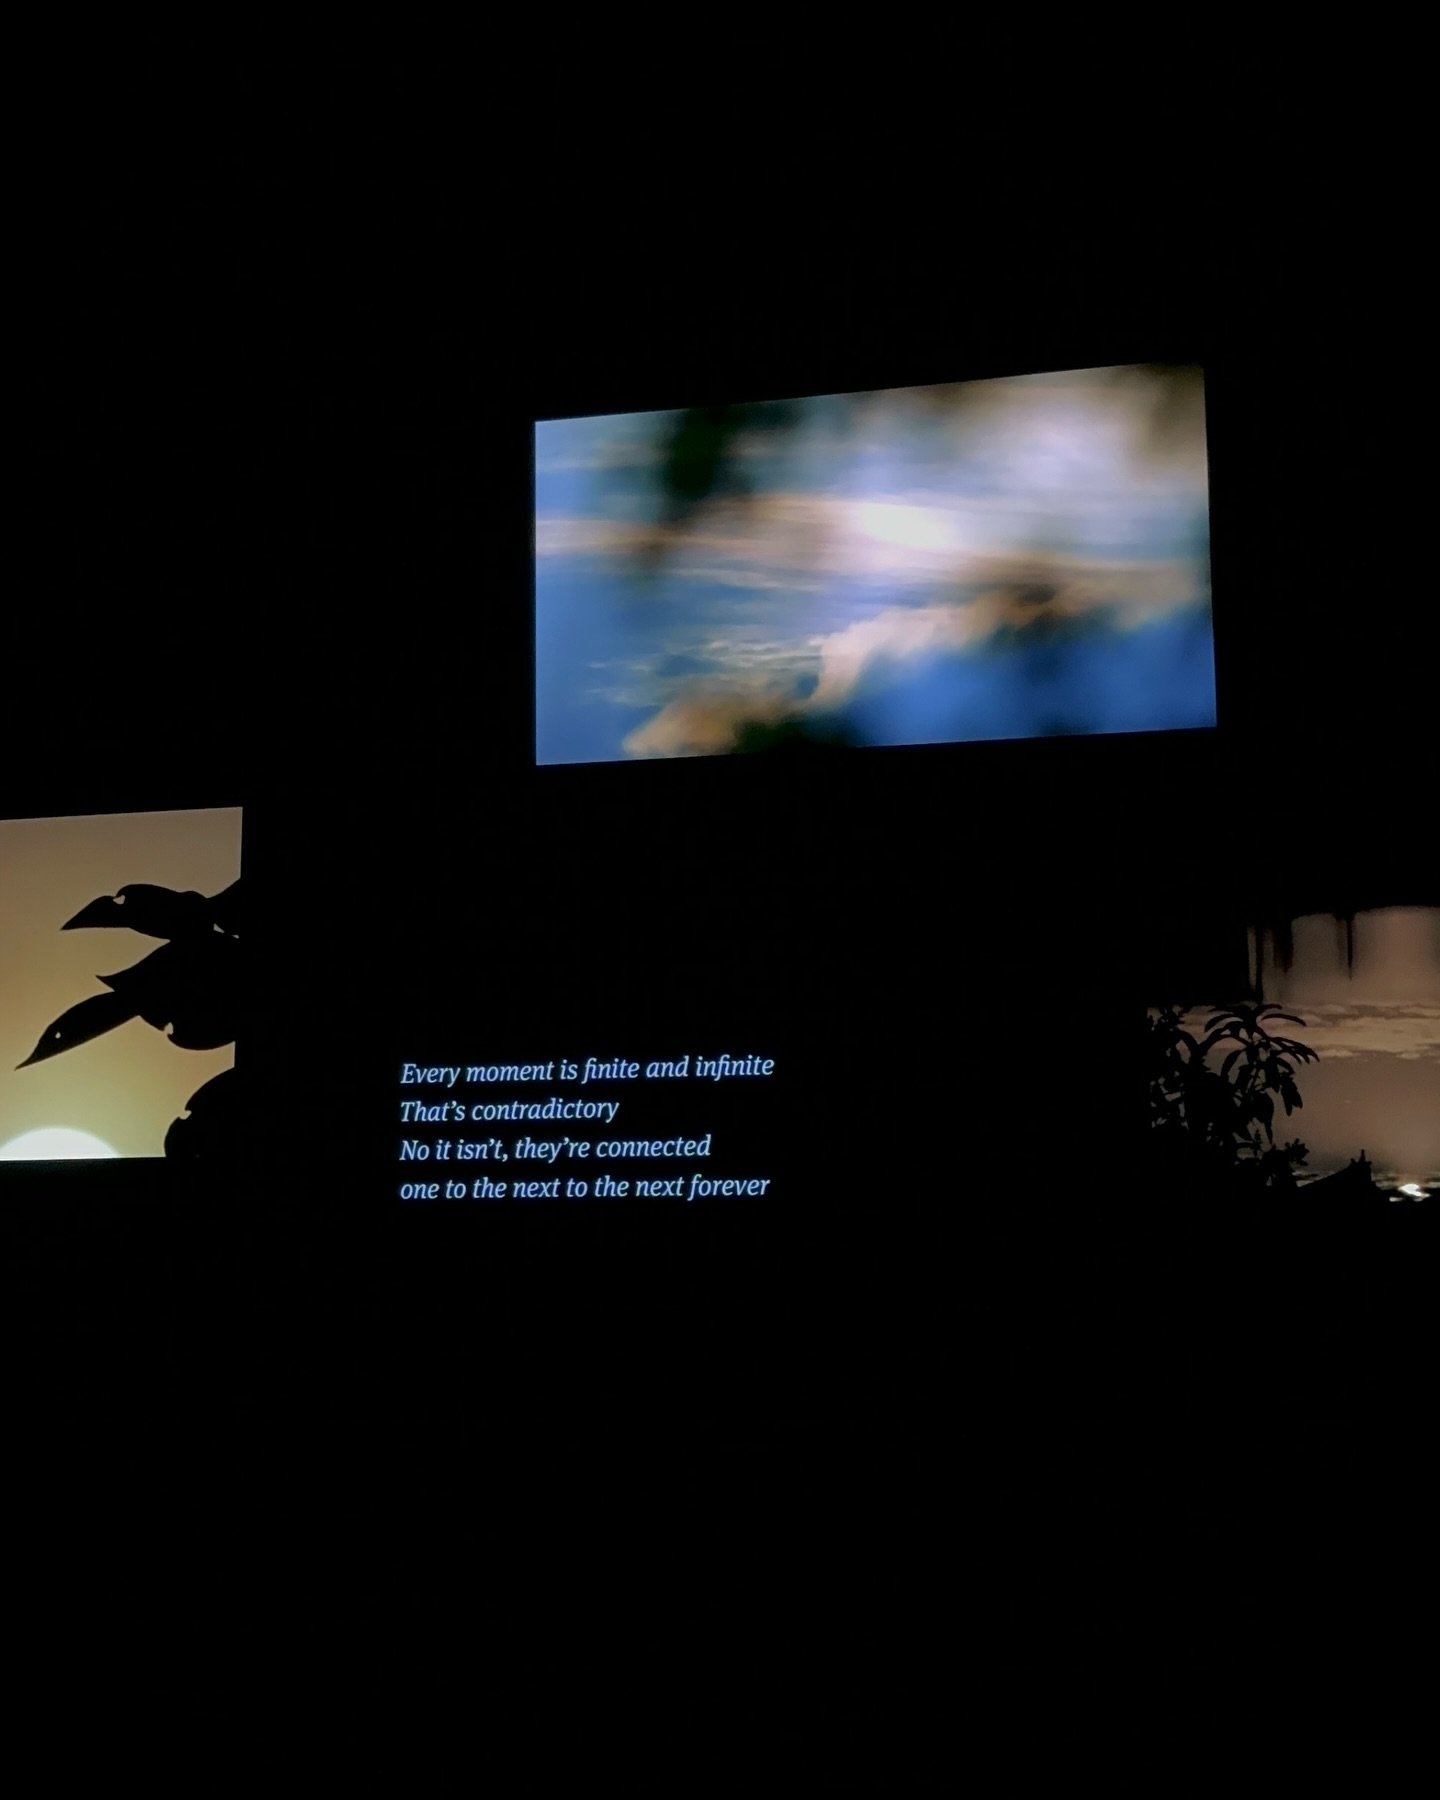 Every moment is finite and infinite
That’s contradictory
No it isn’t, they’re connected
one to the next to the next forever